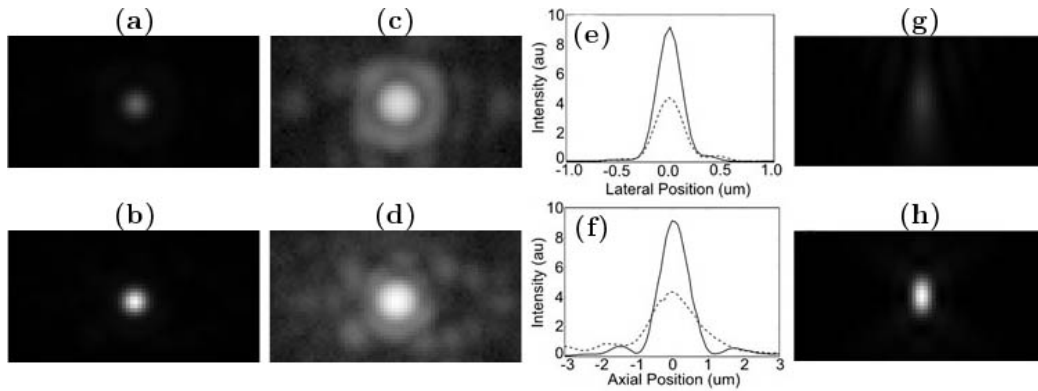 (a)
(c)
(e)
(g)
10
8
6
4
2
0
Intensity (au)
-1.0
-0.5
0.0
0.5
1.0
Lateral Position (um)
(b)
(d)
(f)
(h)
10
8
6
4
2
0
Intensity (au)
-3
-2
-1
0
1
2
3
Axial Position (um)